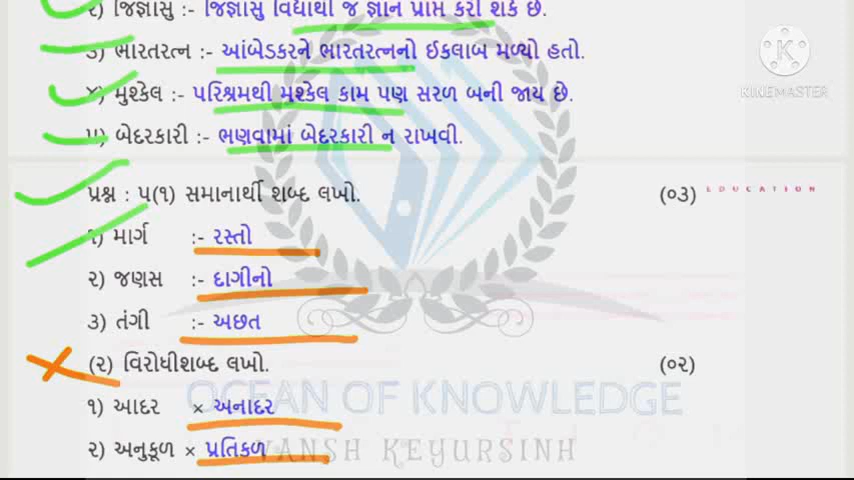 ૨) જિજ્ઞાસુ :- જિજ્ઞાસુ વિદ્યાથી જ જ્ઞાન પ્રાપ્ત કરી શકે છે.
૩) ભારતરત્ન :- આંબેડકરને ભારતરત્નનો ઈકલાબ મળ્યો હતો.
૪) મુશ્કેલ :- પરિશ્રમથી મુશ્કેલ કામ પણ સરળ બની જાય છે.
૫) બેદરકારી :- ભણવામાં બેદરકારી ન રાખવી.
KINEMASTER
પ્રશ્ન : ૫(૧) સમાનાર્થી શબ્દ લખો. (૦૩)
EDUCATION
૧) માર્ગ :- રસ્તો
૨) જણસ :- દાગીનો
૩) તંગી :- અછત
(૨) વિરોધીશબ્દ લખો. (૦૨)
૧) આદર × અનાદર
૨) અનુકૂળ × પ્રતિકૂળ
OCEAN OF KNOWLEDGE
VANSH KEYURSINH